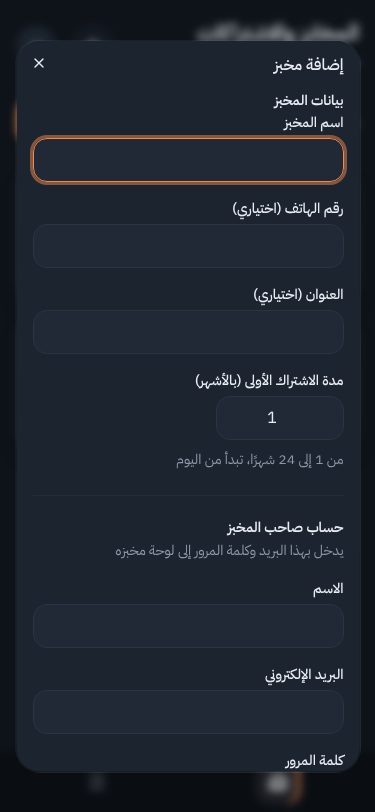 إضافة مخبز
بيانات المخبز
اسم المخبز
رقم الهاتف (اختياري)
العنوان (اختياري)
مدة الاشتراك الأولى (بالأشهر)
1
من 1 إلى 24 شهرًا، تبدأ من اليوم
حساب صاحب المخبز
يدخل بهذا البريد وكلمة المرور إلى لوحة مخبزه
الاسم
البريد الإلكتروني
كلمة المرور